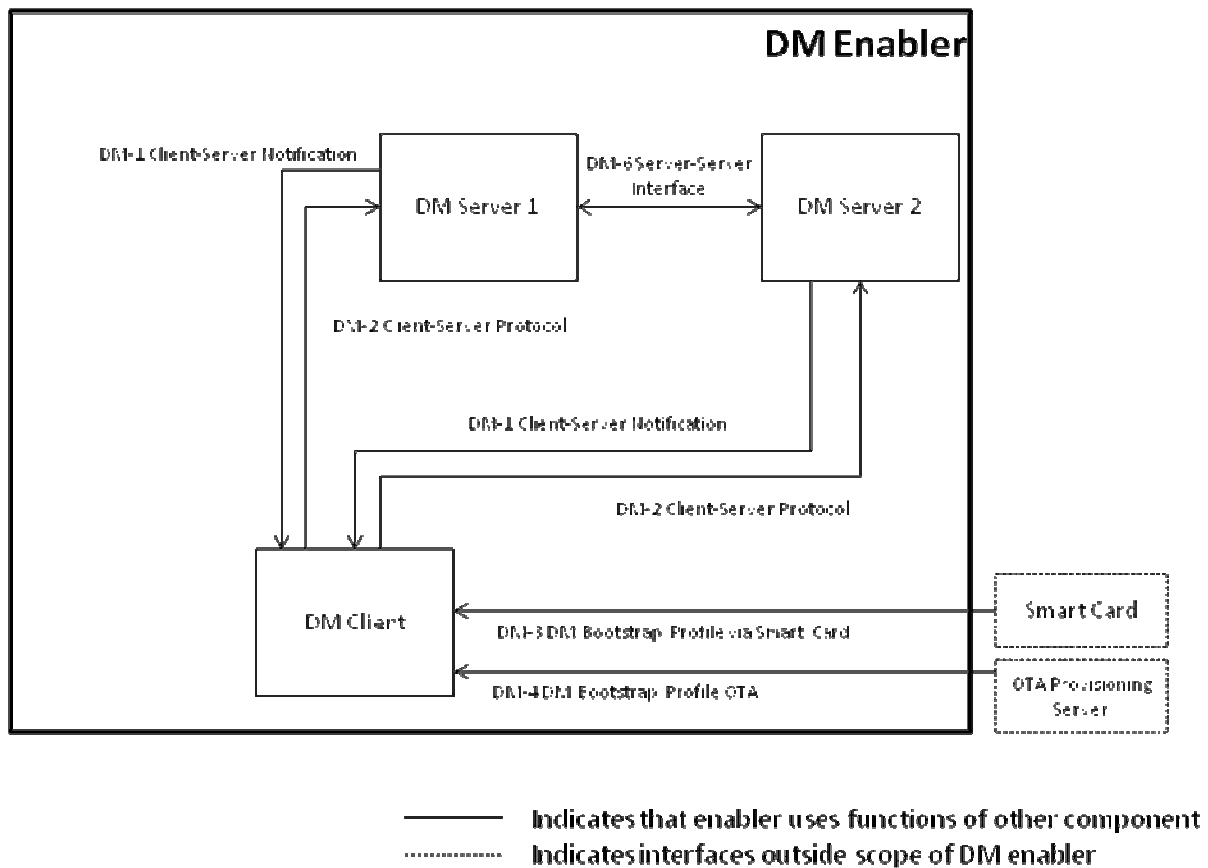 DM Enabler
DM-1 Client-Server Notification
DM-6 Server-Server
Interface
DM Server 1
DM Server 2
DM-2 Client-Server Protocol
DM-1 Client-Server Notification
DM-2 Client-Server Protocol
DM Client
Smart Card
DM-3 DM Bootstrap Profile via Smart Card
OTA Provisioning
Server
DM-4 DM Bootstrap Profile OTA
Indicates that enabler uses functions of other component
Indicates interfaces outside scope of DM enabler